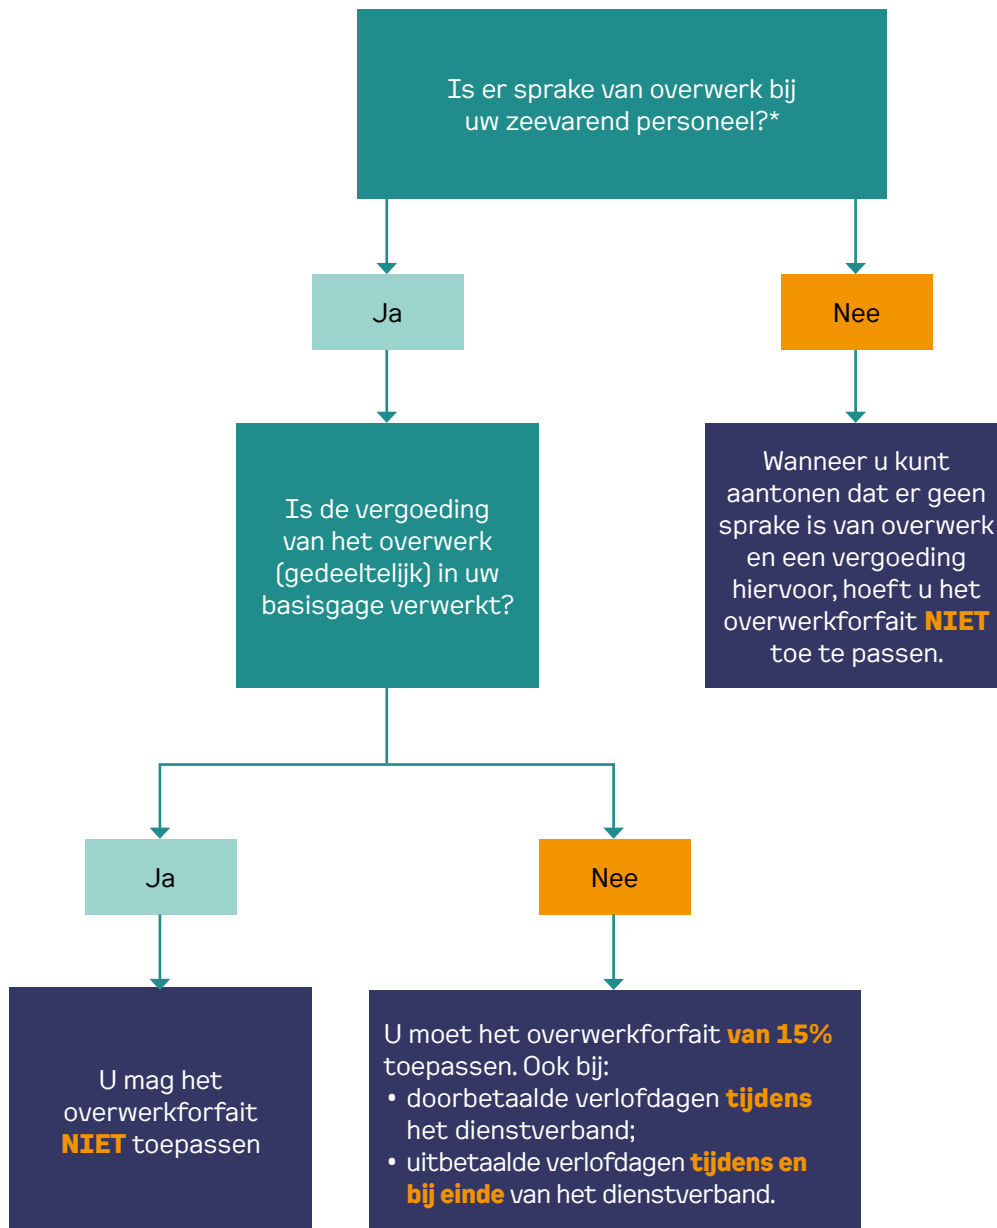 Is er sprake van overwerk bij
uw zeevarend personeel?*
Ja
Nee
Is de vergoeding
van het overwerk
(gedeeltelijk) in uw
basisgage verwerkt?
Wanneer u kunt
aantonen dat er geen
sprake is van overwerk
en een vergoeding
hiervoor, hoeft u het
overwerkforfait NIET
toe te passen.
Ja
Nee
U mag het
overwerkforfait
NIET toepassen
U moet het overwerkforfait van 15%
toepassen. Ook bij:
• doorbetaalde verlofdagen tijdens
het dienstverband;
• uitbetaalde verlofdagen tijdens en
bij einde van het dienstverband.